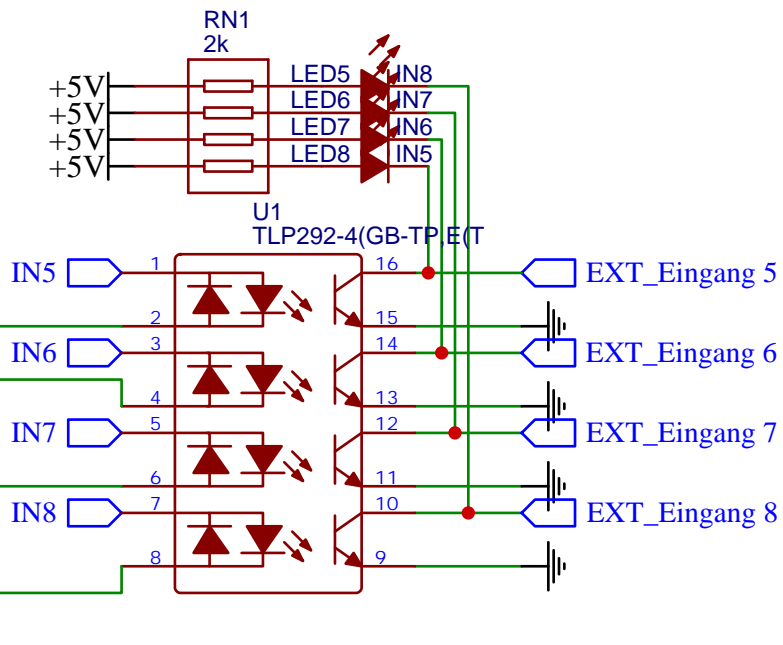 RN1
2k
+5V LED5 IN8
+5V LED6 IN7
+5V LED7 IN6
+5V LED8 IN5
U1
TLP292-4(GB-TP,E(T
IN5 1 16 EXT_Eingang 5
2 15
IN6 3 14 EXT_Eingang 6
4 13
IN7 5 12 EXT_Eingang 7
6 11
IN8 7 10 EXT_Eingang 8
8 9